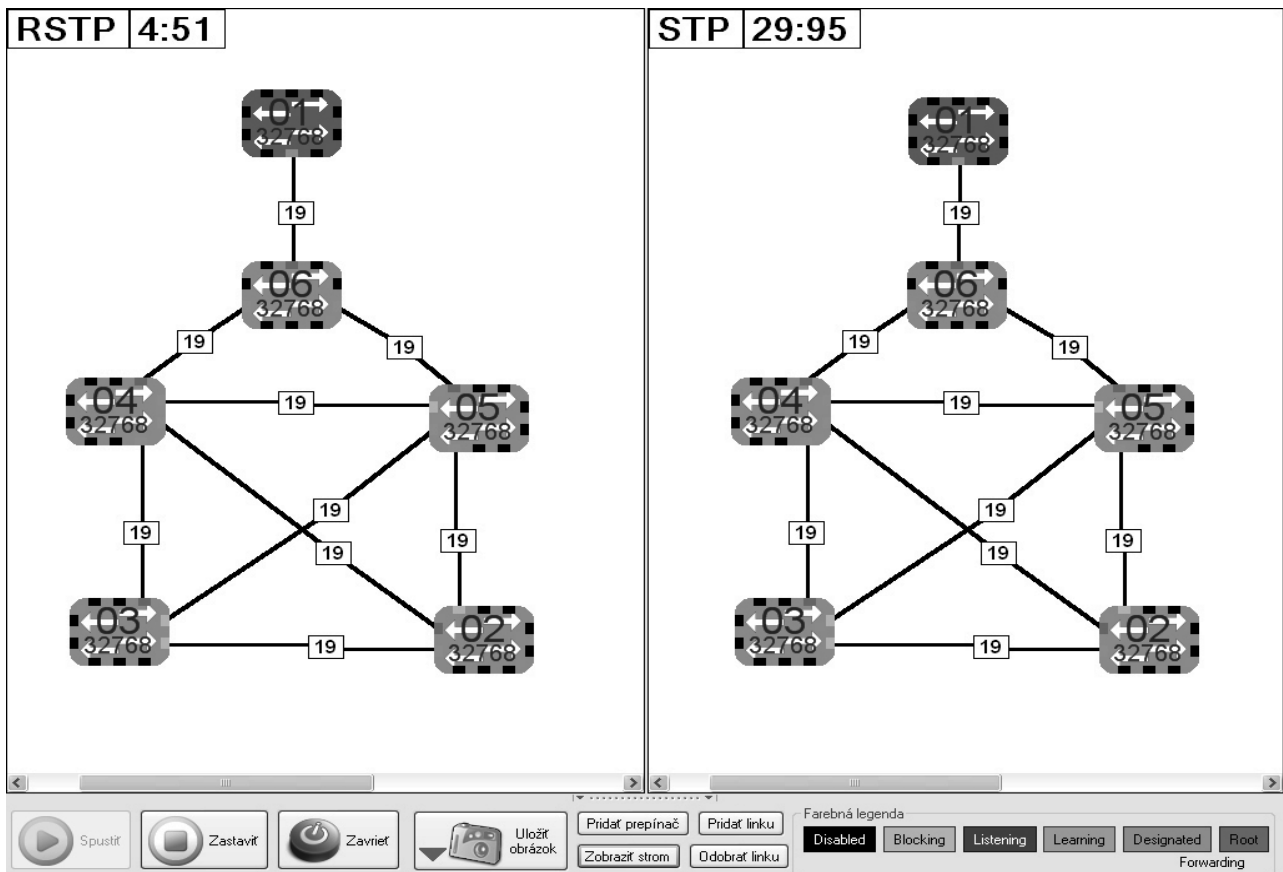 RSTP 4:51
STP 29:95
01
32768
01
32768
19
19
06
32768
06
32768
19
19
19
19
04
32768
19
05
32768
04
32768
19
05
32768
19
19
19
19
19
19
19
19
03
32768
19
02
32768
03
32768
19
02
32768
Spustiť
Zastaviť
Zavrieť
Uložiť
obrázok
Pridať prepínač
Pridať linku
Zobraziť strom
Odobrať linku
Farebná legenda
Disabled
Blocking
Listening
Learning
Designated
Root
Forwarding